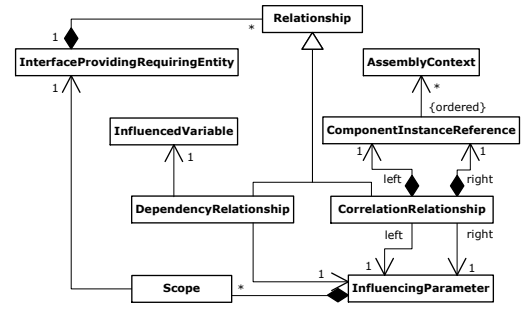 Relationship
1
*
InterfaceProvidingRequiringEntity
AssemblyContext
1
*
{ordered}
InfluencedVariable
ComponentInstanceReference
1
1
1
left
right
DependencyRelationship
CorrelationRelationship
left
right
1
1
1
Scope
*
InfluencingParameter